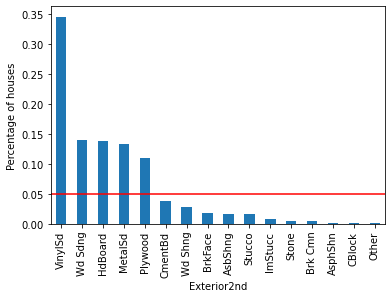 0.35
0.30
0.25
0.20
0.15
0.10
0.05
0.00
Percentage of houses
VinylSd
Wd Sdng
HdBoard
MetalSd
Plywood
CmentBd
Wd Shng
BrkFace
AsbShng
Stucco
ImStucc
Stone
Brk Cmn
AsphShn
CBlock
Other
Exterior2nd